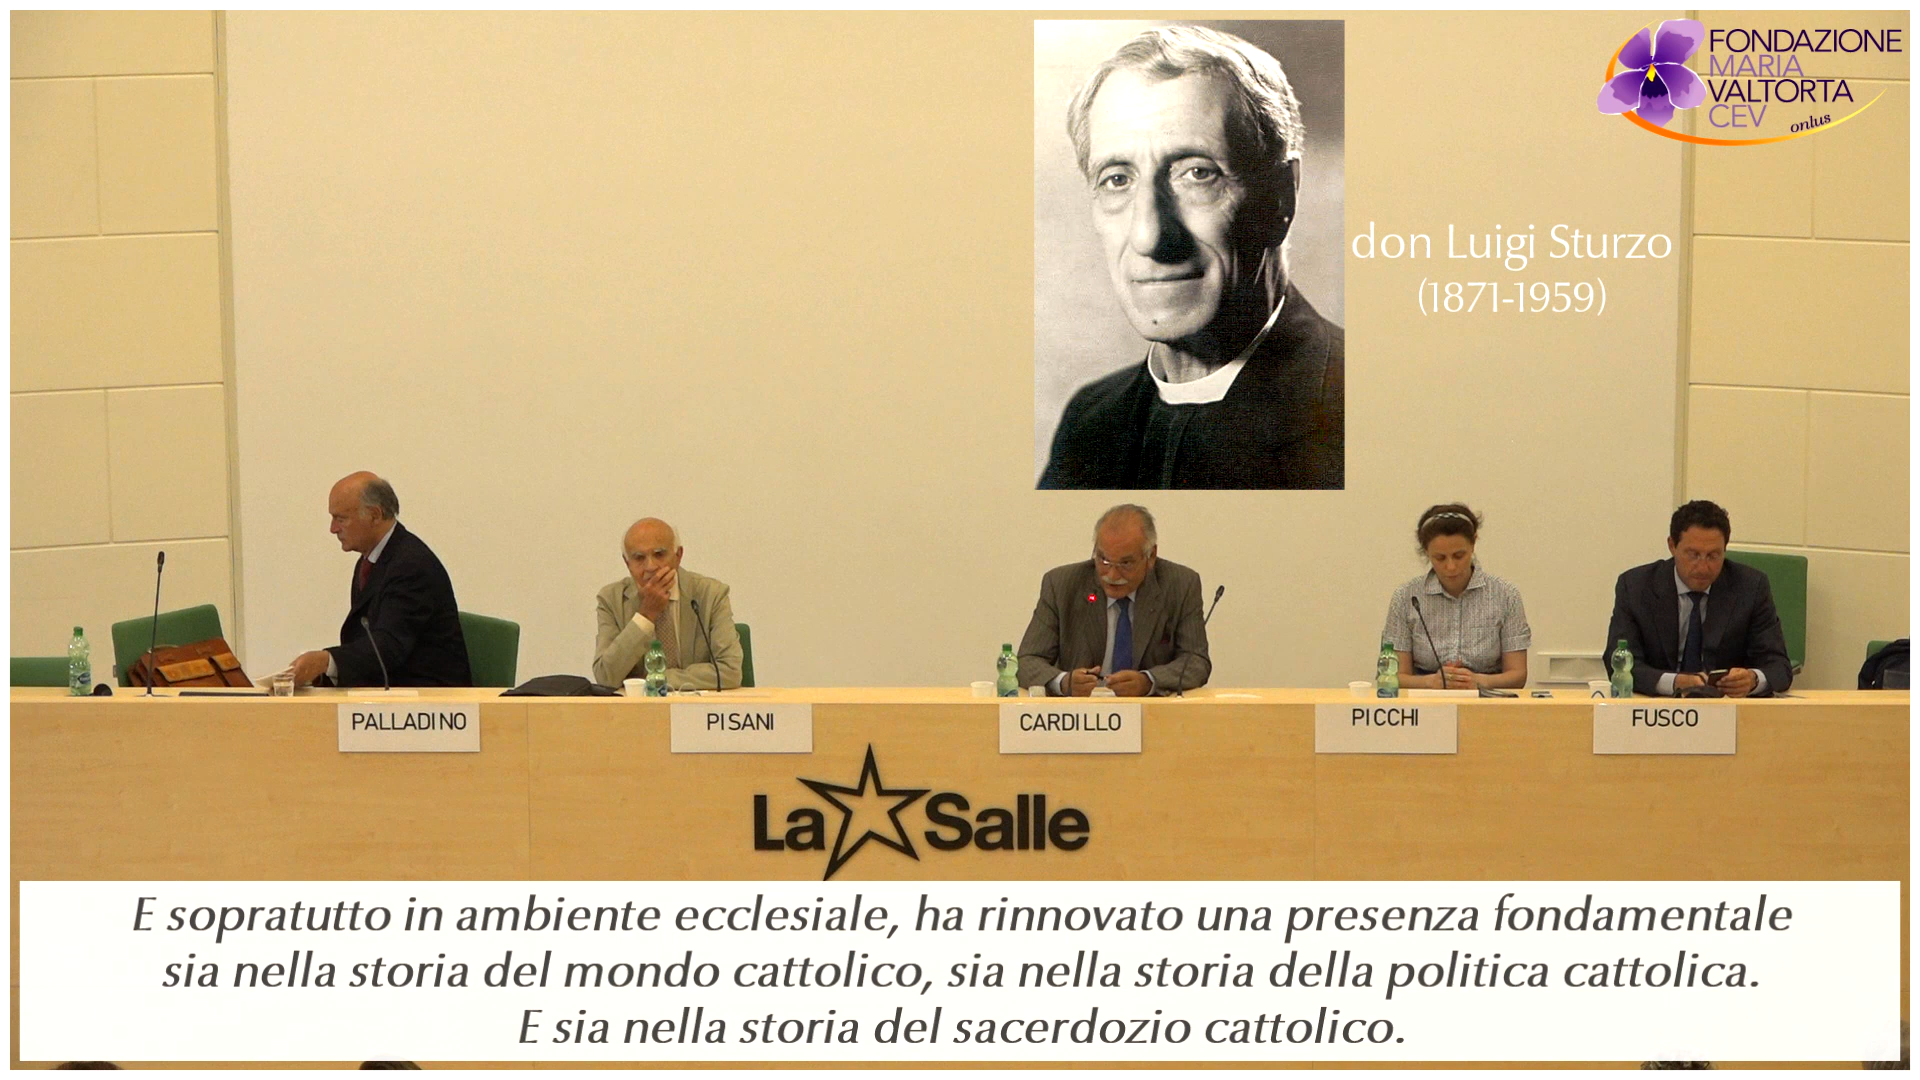 FONDAZIONE
MARIA
VALTORTA
CEV
onlus
don Luigi Sturzo
(1871-1959)
PALLADINO
PISANI
CARDILLO
PICCHI
FUSCO
La Salle
E sopratutto in ambiente ecclesiale, ha rinnovato una presenza fondamentale
sia nella storia del mondo cattolico, sia nella storia della politica cattolica.
E sia nella storia del sacerdozio cattolico.